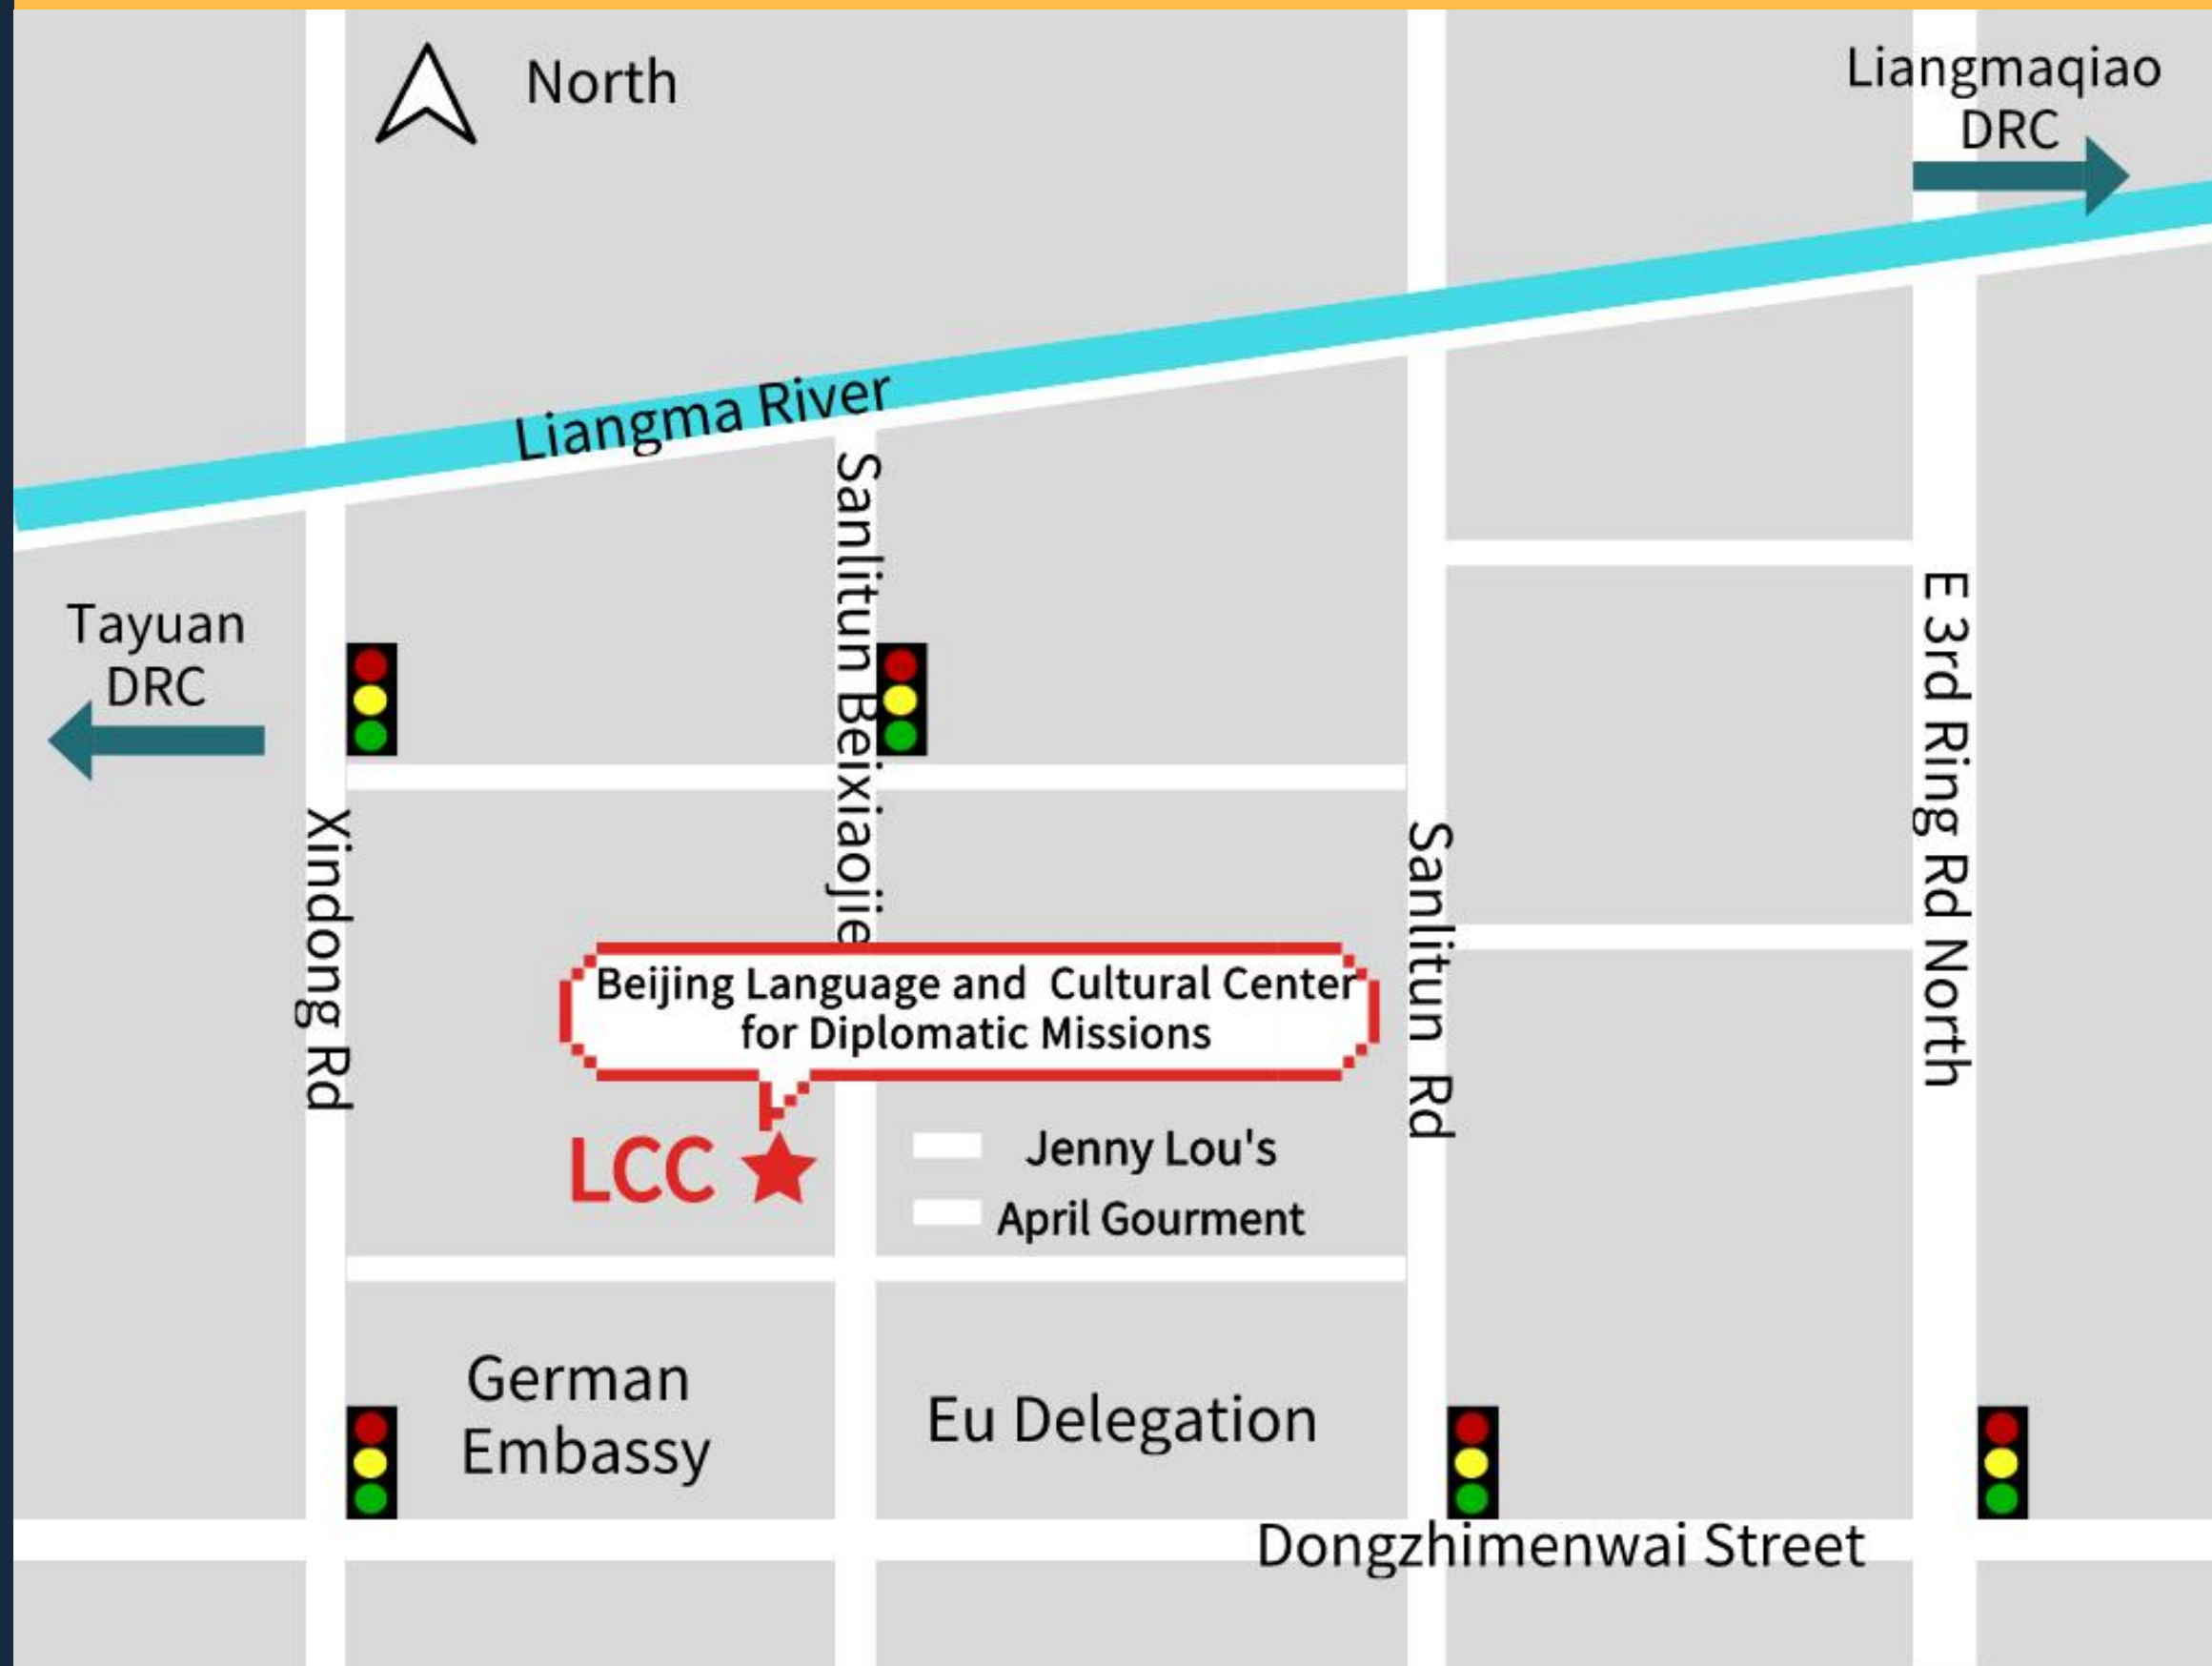 North
Liangmaqiao
DRC
Liangma River
Tayuan
DRC
Sanlitun Beixiaojie
E 3rd Ring Rd North
Xindong Rd
Sanlitun Rd
Beijing Language and Cultural Center
for Diplomatic Missions
LCC
Jenny Lou's
April Gourment
German
Embassy
Eu Delegation
Dongzhimenwai Street